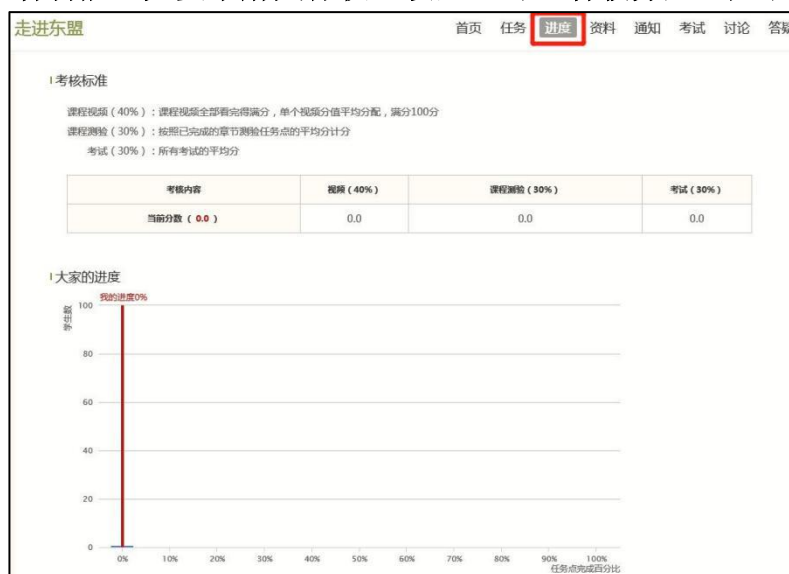 走进东盟
首页 任务 进度 资料 通知 考试 讨论 答疑
考核标准
课程视频（40%）：课程视频全部看完得满分，单个视频分值平均分配，满分100分
课程测验（30%）：按照已完成的章节测验任务点的平均分计分
考试（30%）：所有考试的平均分
考核内容 视频（40%） 课程测验（30%） 考试（30%）
当前分数（ 0.0 ） 0.0 0.0 0.0
大家的进度
我的进度0%
学生数
100
80
60
40
20
0
0% 10% 20% 30% 40% 50% 60% 70% 80% 90% 100%
任务点完成百分比